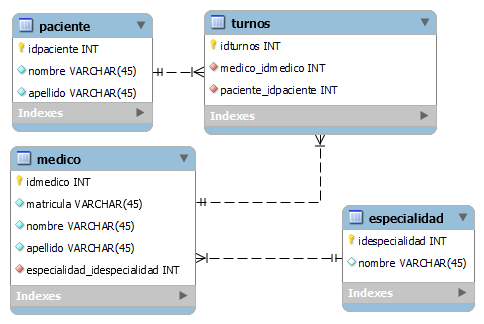 paciente
idpaciente INT
nombre VARCHAR(45)
apellido VARCHAR(45)
Indexes
turnos
idturnos INT
medico_idmedico INT
paciente_idpaciente INT
Indexes
medico
idmedico INT
matricula VARCHAR(45)
nombre VARCHAR(45)
apellido VARCHAR(45)
especialidad_idespecialidad INT
Indexes
especialidad
idespecialidad INT
nombre VARCHAR(45)
Indexes